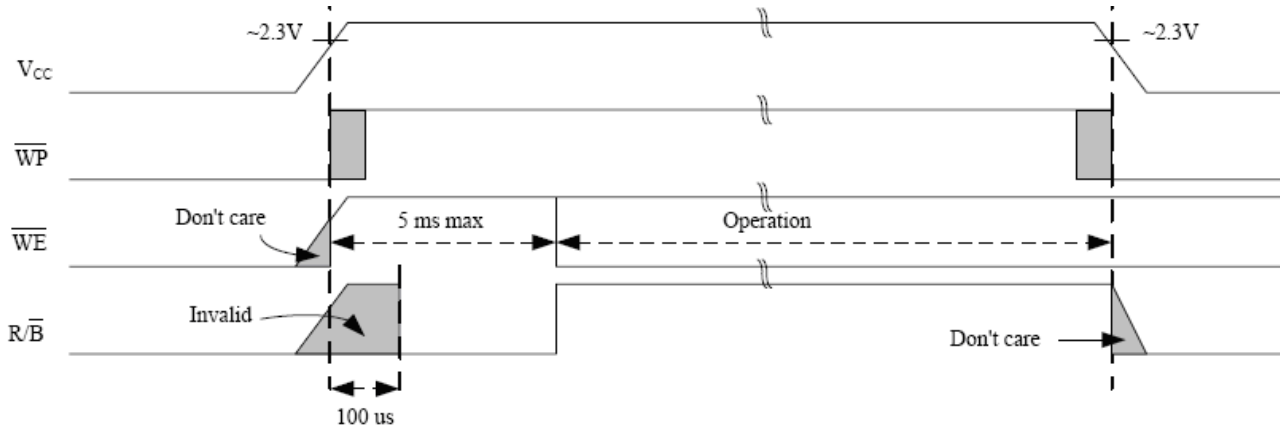 ~2.3V
~2.3V
VCC
WP
Don't care
5 ms max
Operation
WE
Invalid
R/B
Don't care
100 us